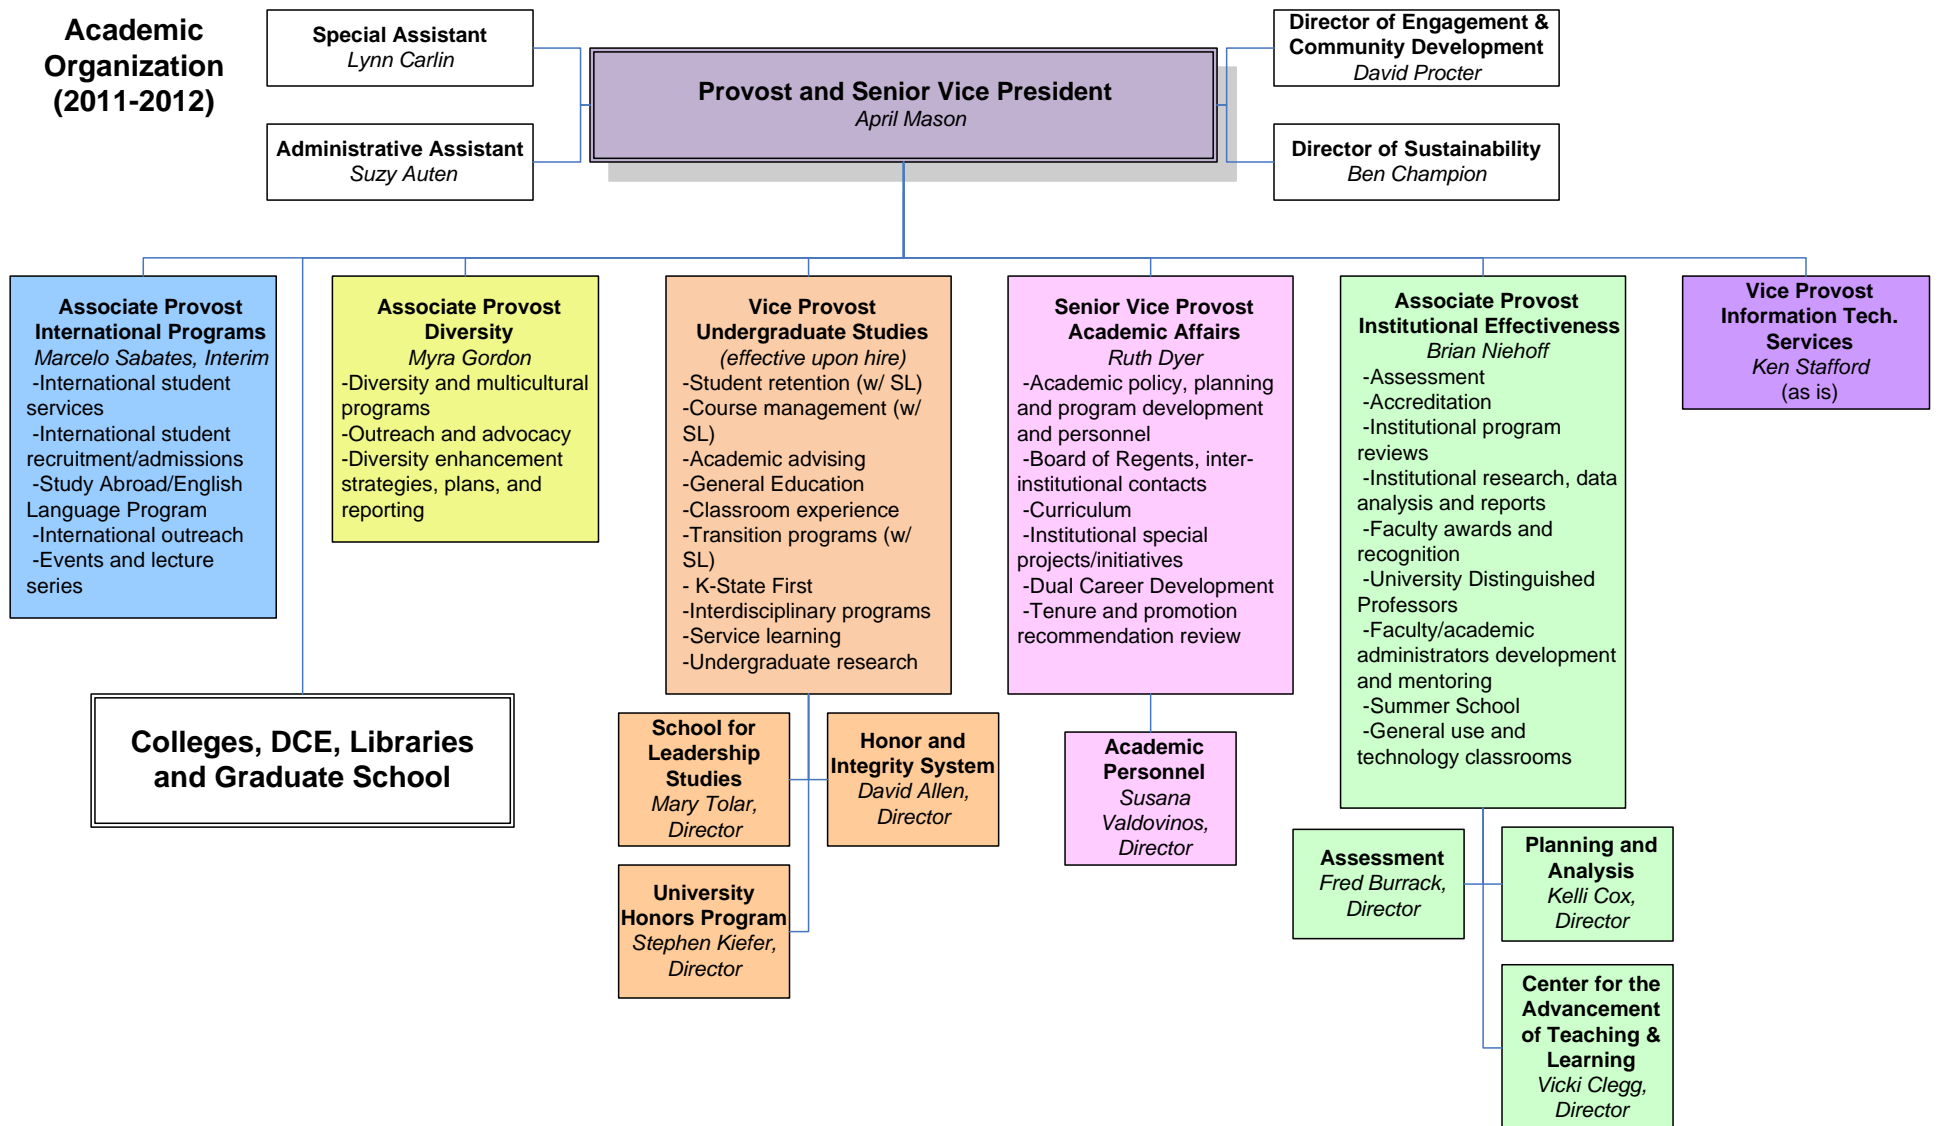 Academic
Organization
(2011-2012)
Special Assistant
Lynn Carlin
Administrative Assistant
Suzy Auten
Provost and Senior Vice President
April Mason
Director of Engagement &
Community Development
David Procter
Director of Sustainability
Ben Champion
Associate Provost
International Programs
Marcelo Sabates, Interim
-International student
services
-International student
recruitment/admissions
-Study Abroad/English
Language Program
-International outreach
-Events and lecture
series
Associate Provost
Diversity
Myra Gordon
-Diversity and multicultural
programs
-Outreach and advocacy
-Diversity enhancement
strategies, plans, and
reporting
Vice Provost
Undergraduate Studies
(effective upon hire)
-Student retention (w/ SL)
-Course management (w/
SL)
-Academic advising
-General Education
-Classroom experience
-Transition programs (w/
SL)
- K-State First
-Interdisciplinary programs
-Service learning
-Undergraduate research
Senior Vice Provost
Academic Affairs
Ruth Dyer
-Academic policy, planning
and program development
and personnel
-Board of Regents, inter-
institutional contacts
-Curriculum
-Institutional special
projects/initiatives
-Dual Career Development
-Tenure and promotion
recommendation review
Associate Provost
Institutional Effectiveness
Brian Niehoff
-Assessment
-Accreditation
-Institutional program
reviews
-Institutional research, data
analysis and reports
-Faculty awards and
recognition
-University Distinguished
Professors
-Faculty/academic
administrators development
and mentoring
-Summer School
-General use and
technology classrooms
Vice Provost
Information Tech.
Services
Ken Stafford
(as is)
Colleges, DCE, Libraries
and Graduate School
School for
Leadership
Studies
Mary Tolar,
Director
Honor and
Integrity System
David Allen,
Director
University
Honors Program
Stephen Kiefer,
Director
Academic
Personnel
Susana
Valdovinos,
Director
Assessment
Fred Burrack,
Director
Planning and
Analysis
Kelli Cox,
Director
Center for the
Advancement
of Teaching &
Learning
Vicki Clegg,
Director